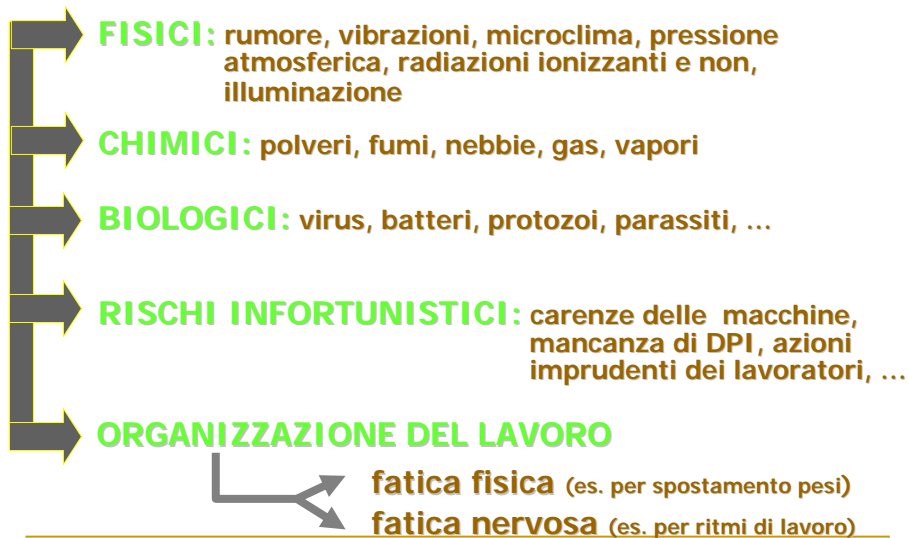 FISICI: rumore, vibrazioni, microclima, pressione
atmosferica, radiazioni ionizzanti e non,
illuminazione
CHIMICI: polveri, fumi, nebbie, gas, vapori
BIOLOGICI: virus, batteri, protozoi, parassiti, ...
RISCHI INFORTUNISTICI: carenze delle macchine,
mancanza di DPI, azioni
imprudenti dei lavoratori, ...
ORGANIZZAZIONE DEL LAVORO
fatica fisica (es. per spostamento pesi)
fatica nervosa (es. per ritmi di lavoro)